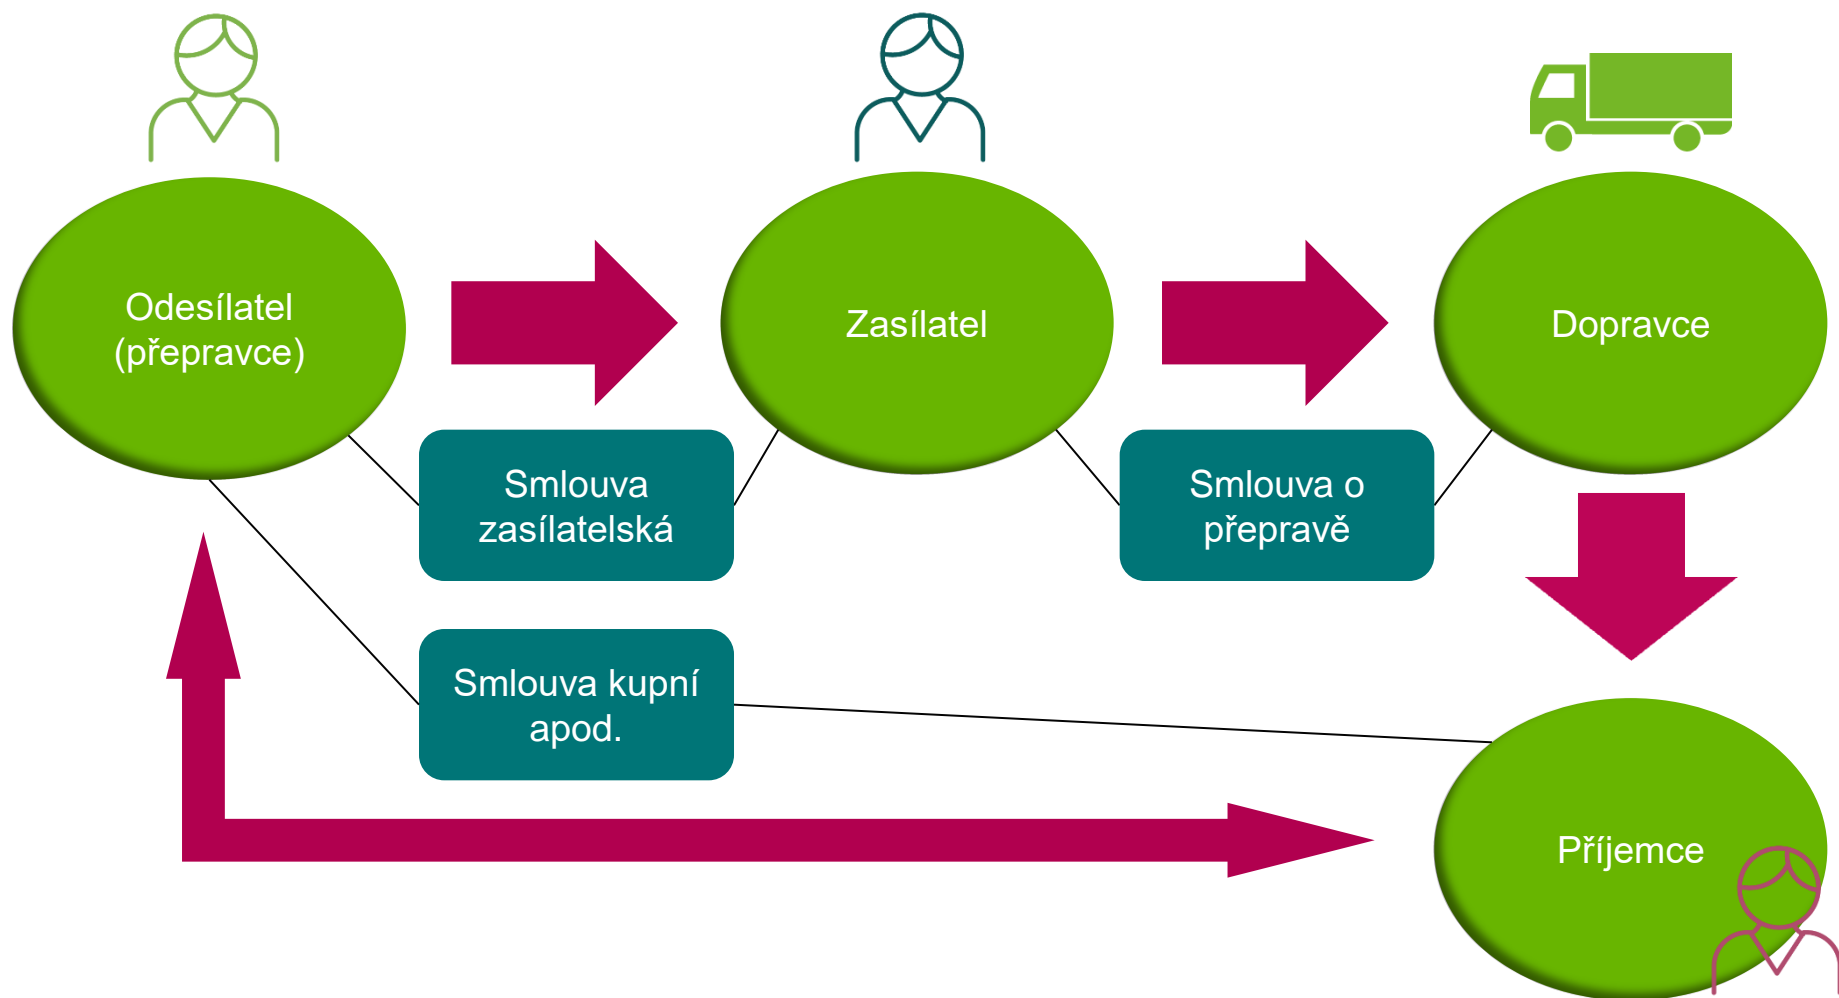 Odesílatel
(přepravce)
Zasílatel
Dopravce
Smlouva
zasílatelská
Smlouva o
přepravě
Smlouva kupní
apod.
Příjemce